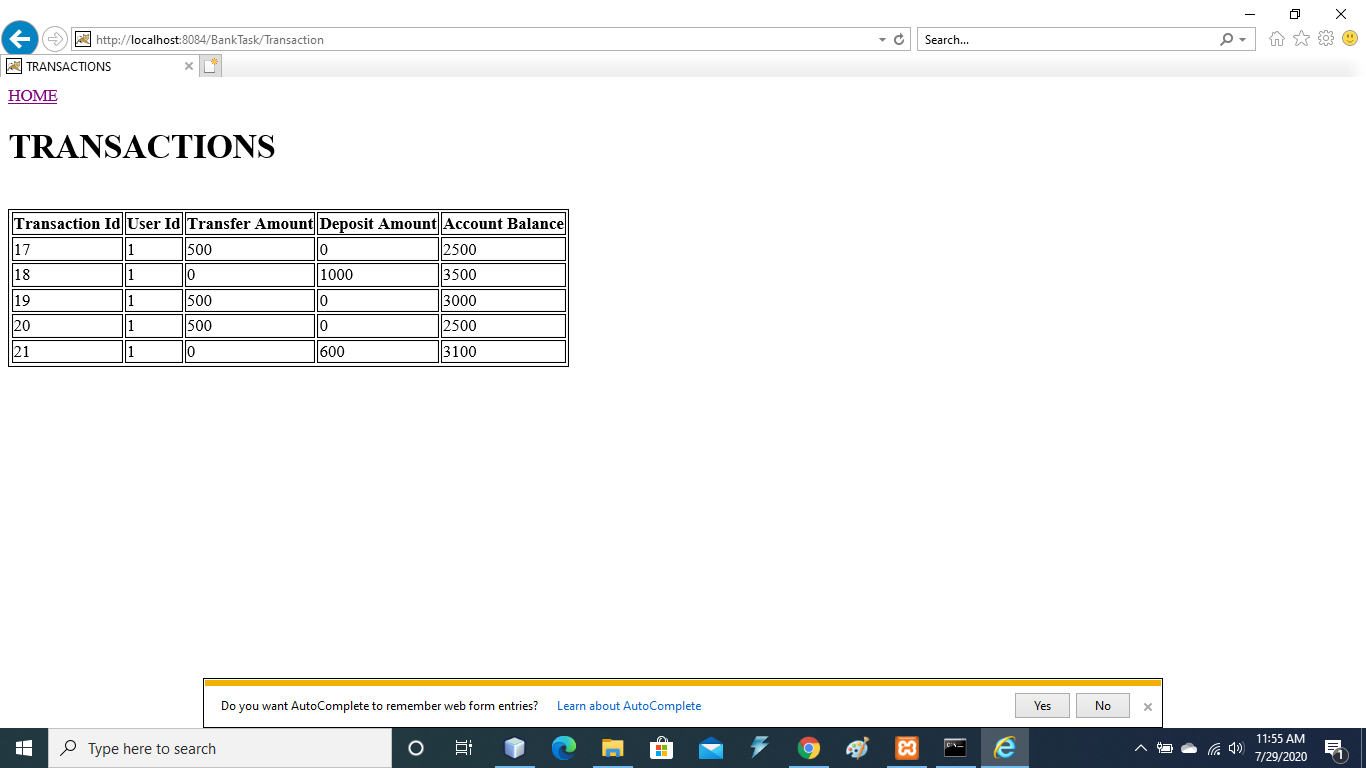 http://localhost:8084/BankTask/Transaction
Search...
TRANSACTIONS
HOME
TRANSACTIONS
Transaction Id User Id Transfer Amount Deposit Amount Account Balance
17 1 500 0 2500
18 1 0 1000 3500
19 1 500 0 3000
20 1 500 0 2500
21 1 0 600 3100
Do you want AutoComplete to remember web form entries? Learn about AutoComplete Yes No
Type here to search
11:55 AM
7/29/2020
1